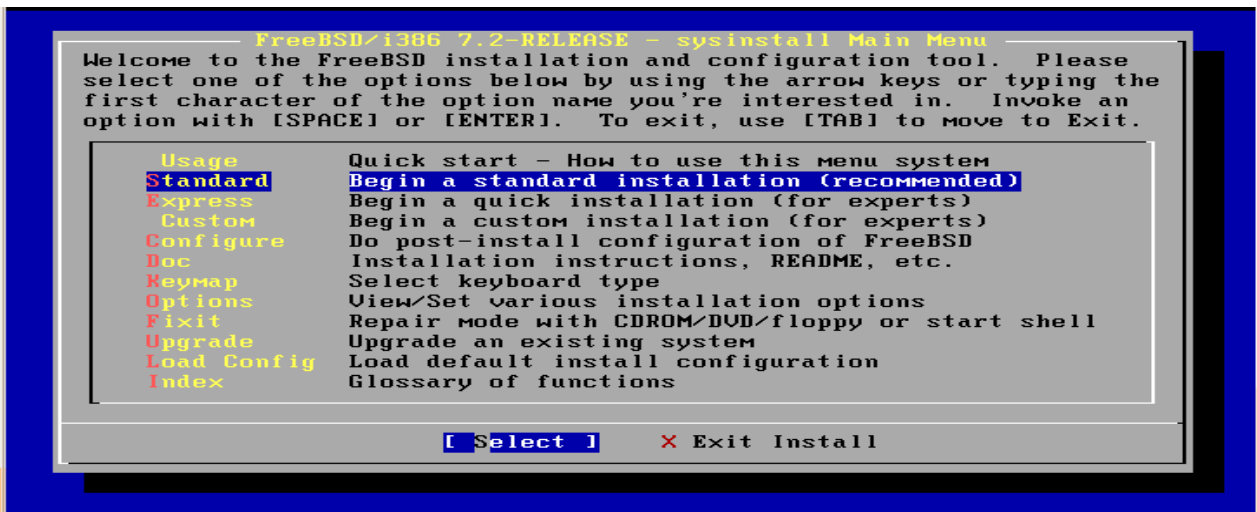 FreeBSD/i386 7.2-RELEASE - sysinstall Main Menu
Welcome to the FreeBSD installation and configuration tool.  Please
select one of the options below by using the arrow keys or typing the
first character of the option name you're interested in.  Invoke an
option with [SPACE] or [ENTER].  To exit, use [TAB] to move to Exit.
Usage Quick start - How to use this menu system
Standard Begin a standard installation (recommended)
Express Begin a quick installation (for experts)
Custom Begin a custom installation (for experts)
Configure Do post-install configuration of FreeBSD
Doc Installation instructions, README, etc.
Keymap Select keyboard type
Options View/Set various installation options
Fixit Repair mode with CDROM/DVD/floppy or start shell
Upgrade Upgrade an existing system
Load Config Load default install configuration
Index Glossary of functions
[ Select ] X Exit Install